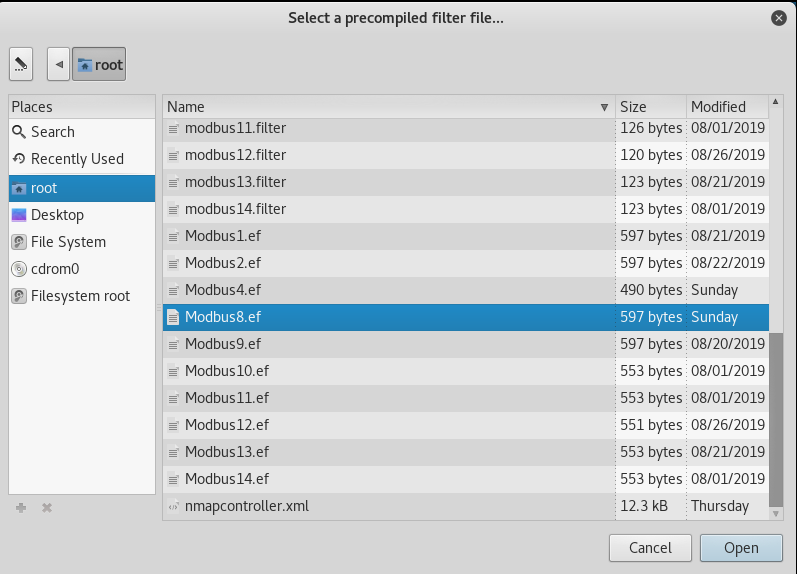 Select a precompiled filter file...
root
Places
Search
Recently Used
root
Desktop
File System
cdrom0
Filesystem root
Name Size Modified
modbus11.filter 126 bytes 08/01/2019
modbus12.filter 120 bytes 08/26/2019
modbus13.filter 123 bytes 08/21/2019
modbus14.filter 123 bytes 08/01/2019
Modbus1.ef 597 bytes 08/21/2019
Modbus2.ef 597 bytes 08/22/2019
Modbus4.ef 490 bytes Sunday
Modbus8.ef 597 bytes Sunday
Modbus9.ef 597 bytes 08/20/2019
Modbus10.ef 553 bytes 08/01/2019
Modbus11.ef 553 bytes 08/01/2019
Modbus12.ef 551 bytes 08/26/2019
Modbus13.ef 553 bytes 08/21/2019
Modbus14.ef 553 bytes 08/01/2019
nmapcontroller.xml 12.3 kB Thursday
Cancel Open